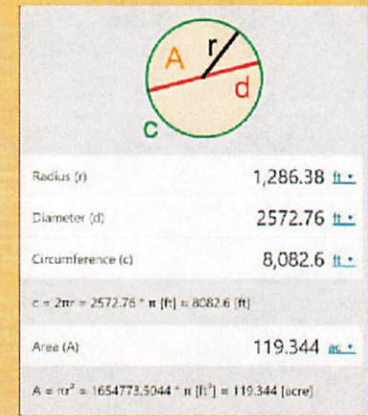 A
r
d
c
Radius (r) 1,286.38 ft
Diameter (d) 2572.76 ft
Circumference (c) 8,082.6 ft
c = 2πr = 2572.76 * π [ft] ≈ 8082.6 [ft]
Area (A) 119.344 ac
A = πr² = 1654773.5044 * π [ft²] ≈ 119.344 [acre]